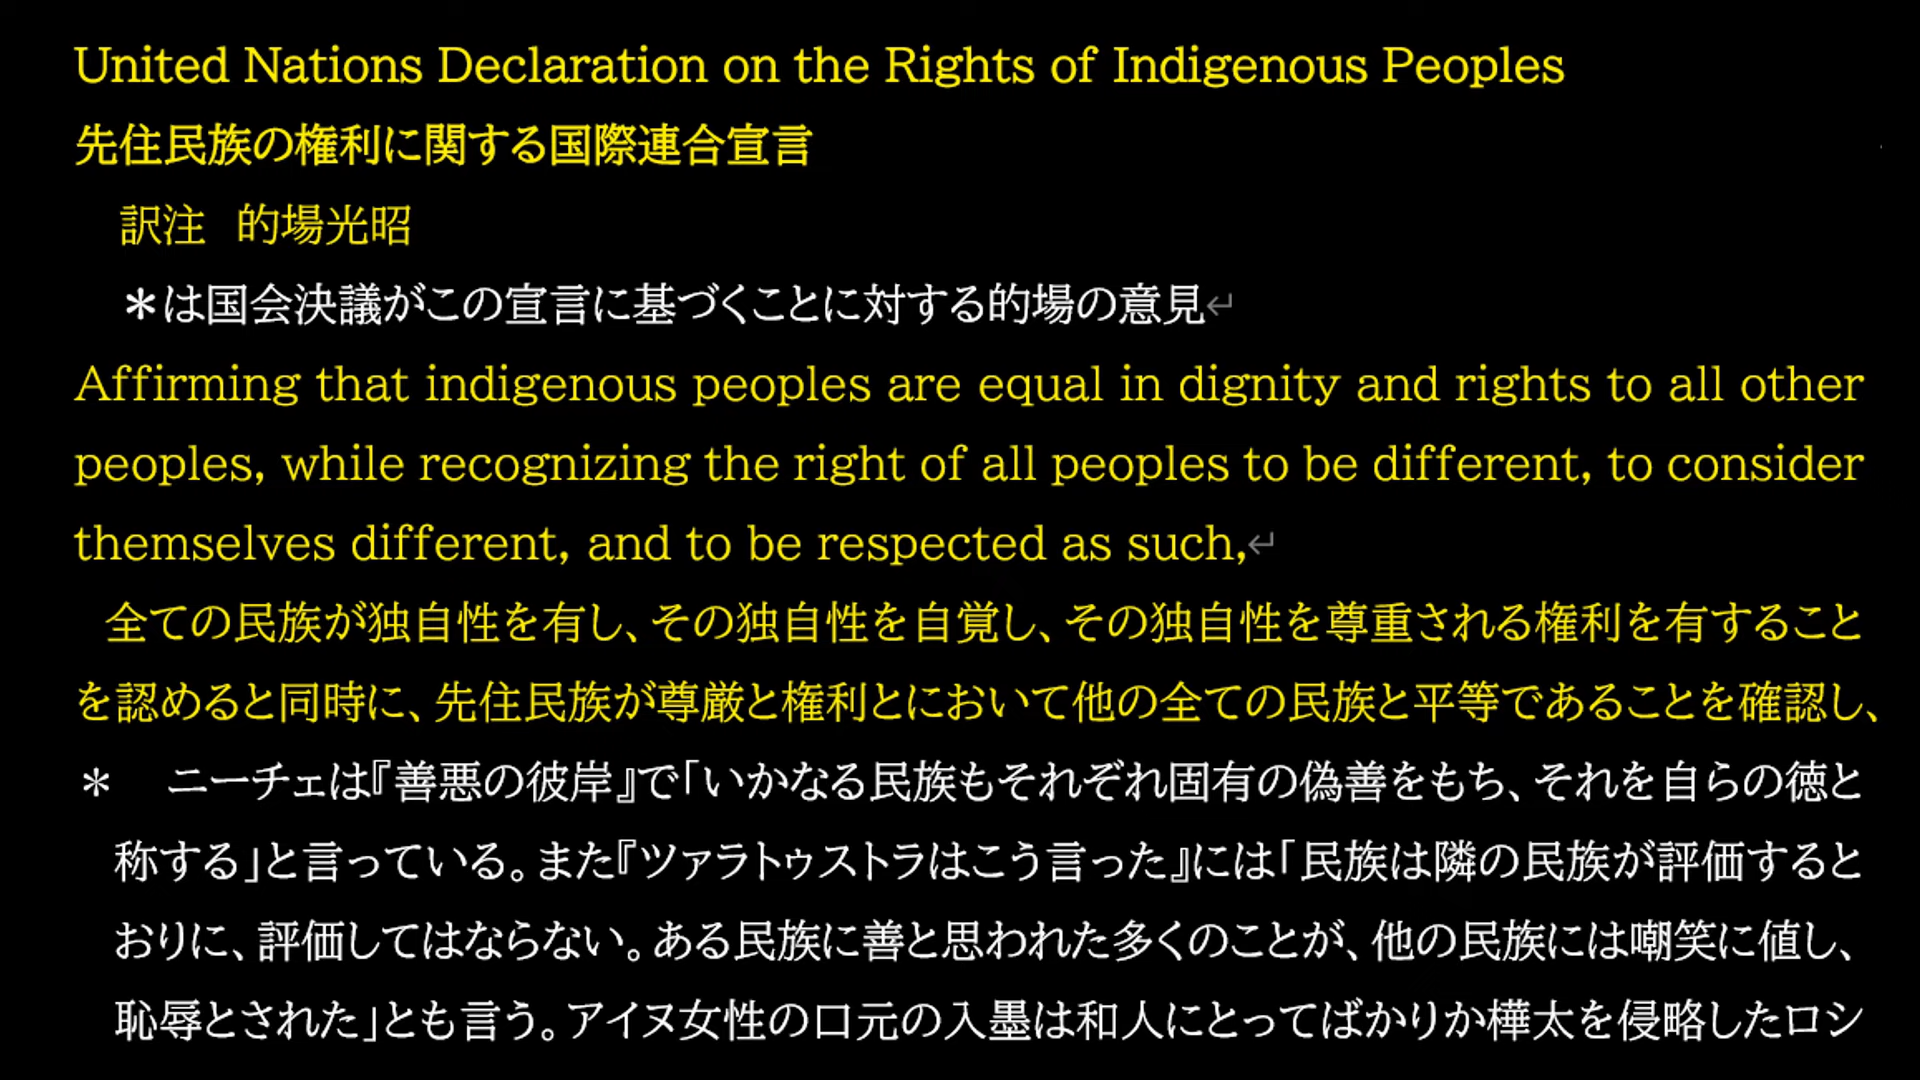 United Nations Declaration on the Rights of Indigenous Peoples
先住民族の権利に関する国際連合宣言
訳注　的場光昭
＊は国会決議がこの宣言に基づくことに対する的場の意見↵
Affirming that indigenous peoples are equal in dignity and rights to all other
peoples, while recognizing the right of all peoples to be different, to consider
themselves different, and to be respected as such,↵
全ての民族が独自性を有し、その独自性を自覚し、その独自性を尊重される権利を有すること
を認めると同時に、先住民族が尊厳と権利とにおいて他の全ての民族と平等であることを確認し、
＊　ニーチェは『善悪の彼岸』で「いかなる民族もそれぞれ固有の偽善をもち、それを自らの徳と
称する」と言っている。また『ツァラトゥストラはこう言った』には「民族は隣の民族が評価すると
おりに、評価してはならない。ある民族に善と思われた多くのことが、他の民族には嘲笑に値し、
恥辱とされた」とも言う。アイヌ女性の口元の入墨は和人にとってばかりか樺太を侵略したロシ